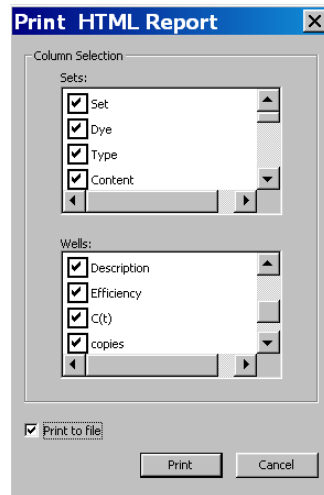 Print HTML Report
Column Selection
Sets:
Set
Dye
Type
Content
Wells:
Description
Efficiency
C(t)
copies
Print to file
Print Cancel